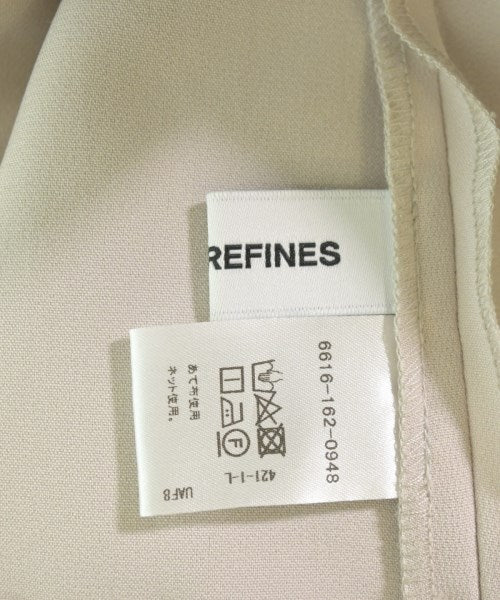 REFINES
6616-162-0948
F
421-1-L
あて布使用
ネット使用。
UAF8